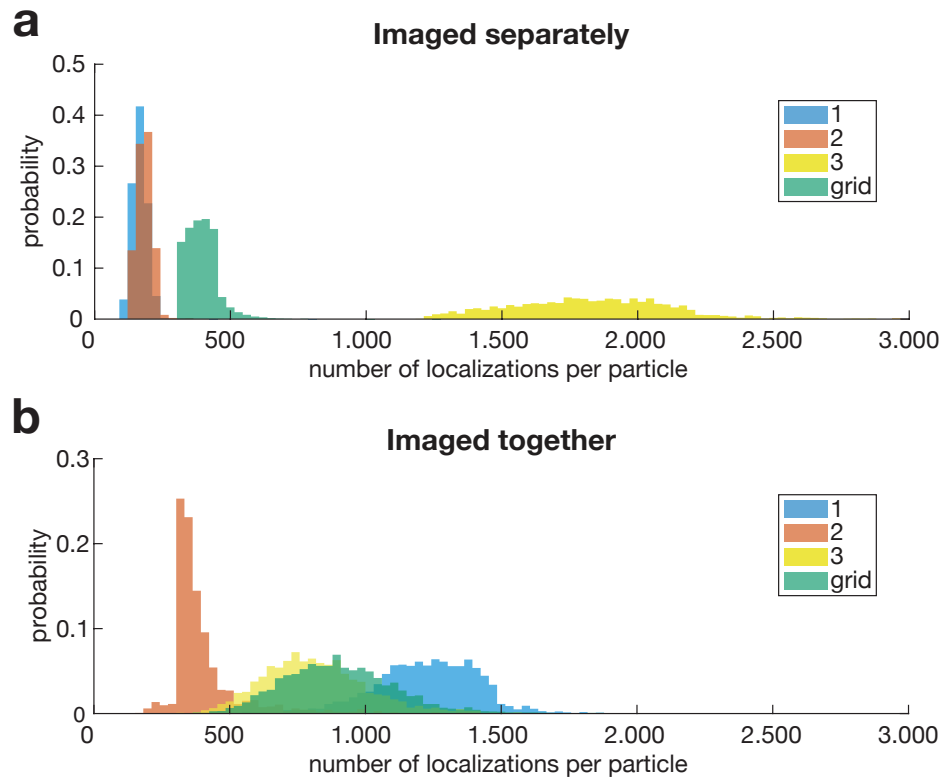 a
Imaged separately
0.5
0.4
0.3
0.2
0.1
0
probability
1
2
3
grid
0 500 1.000 1.500 2.000 2.500 3.000
number of localizations per particle
b
Imaged together
0.3
0.2
0.1
0
probability
1
2
3
grid
0 500 1.000 1.500 2.000 2.500 3.000
number of localizations per particle